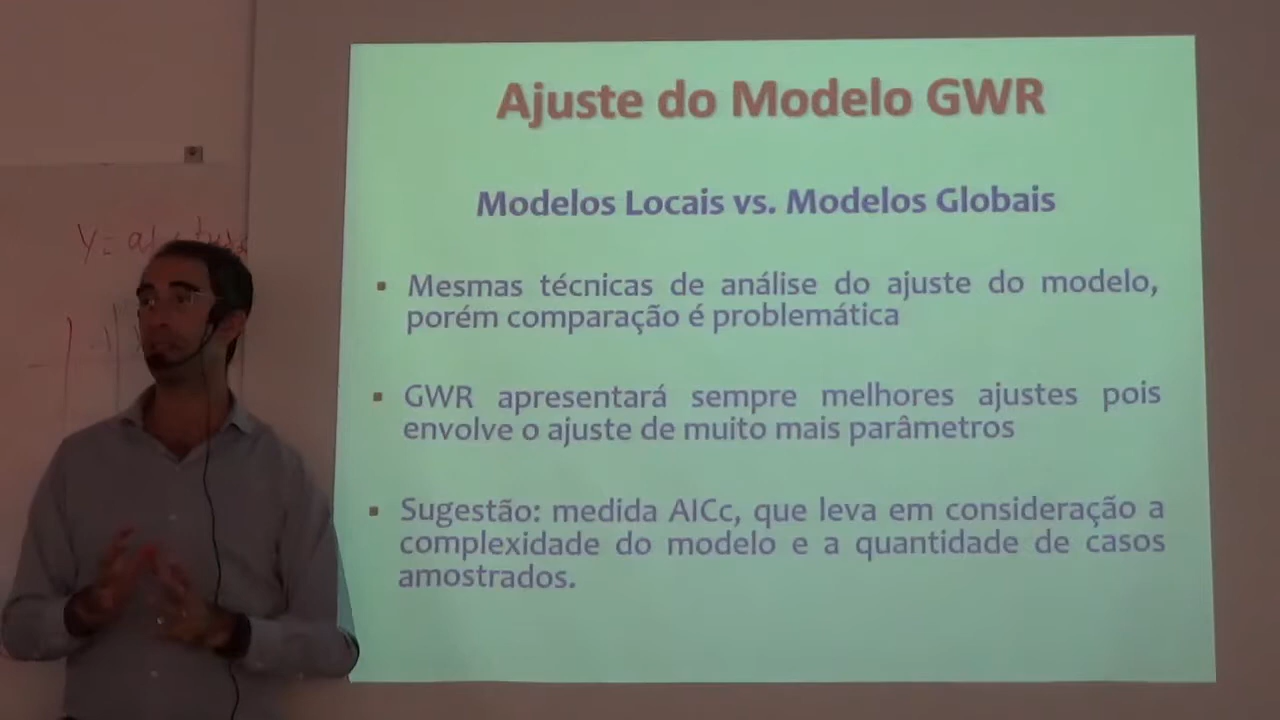 Ajuste do Modelo GWR
Modelos Locais vs. Modelos Globais
▪ Mesmas técnicas de análise do ajuste do modelo,
porém comparação é problemática
▪ GWR apresentará sempre melhores ajustes pois
envolve o ajuste de muito mais parâmetros
▪ Sugestão: medida AICc, que leva em consideração a
complexidade do modelo e a quantidade de casos
amostrados.
Y=